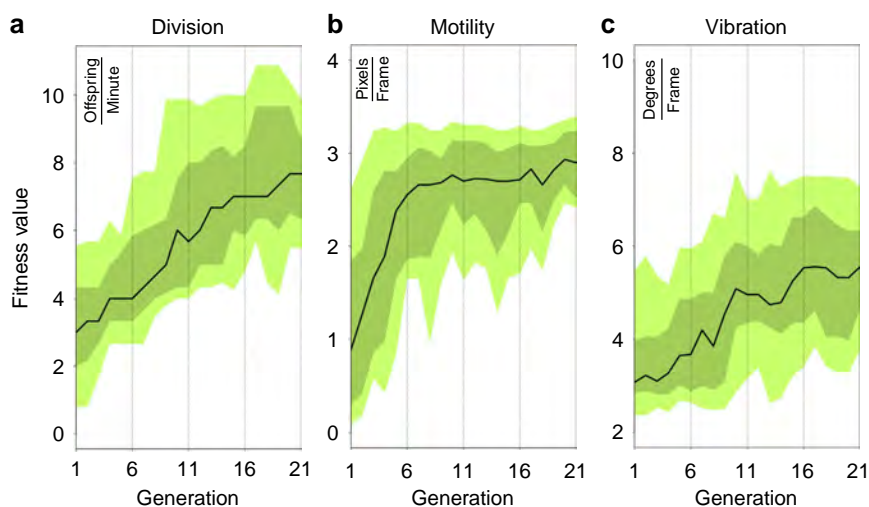 a
Division
b
Motility
c
Vibration
Fitness value
Offspring
Minute
10
8
6
4
2
0
1 6 11 16 21
Generation
Pixels
Frame
4
3
2
1
0
1 6 11 16 21
Generation
Degrees
Frame
10
8
6
4
2
1 6 11 16 21
Generation